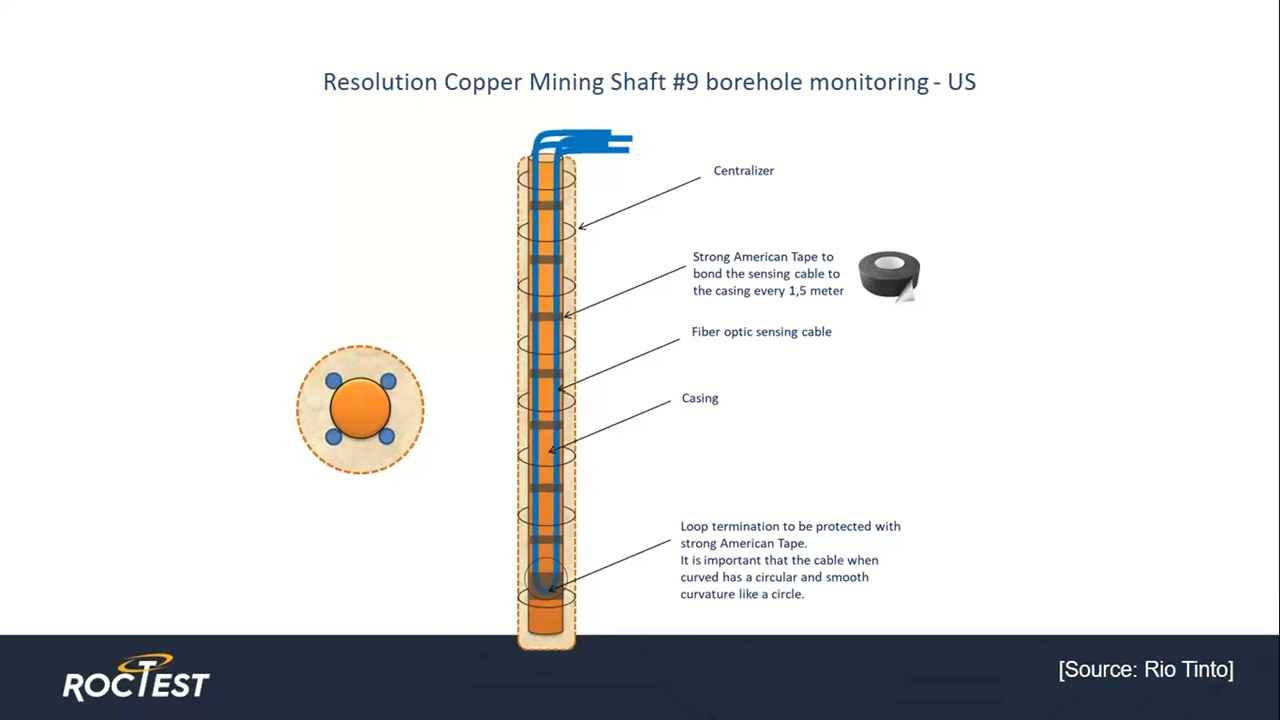 Resolution Copper Mining Shaft #9 borehole monitoring - US
Centralizer
Strong American Tape to
bond the sensing cable to
the casing every 1,5 meter
Fiber optic sensing cable
Casing
Loop termination to be protected with
strong American Tape.
It is important that the cable when
curved has a circular and smooth
curvature like a circle.
ROCTEST
[Source: Rio Tinto]